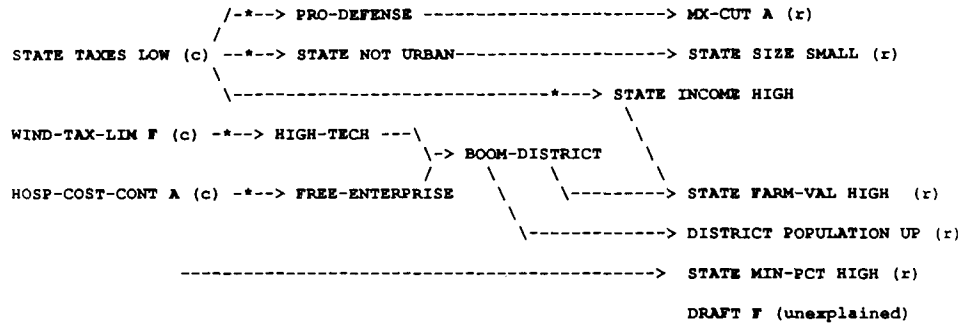 /-*--> PRO-DEFENSE -----------------------> MX-CUT A (r)
STATE TAXES LOW (c) --*--> STATE NOT URBAN--------------------> STATE SIZE SMALL (r)
\-----------------------------*---> STATE INCOME HIGH
WIND-TAX-LIM F (c) -*--> HIGH-TECH ---\
\-> BOOM-DISTRICT
HOSP-COST-CONT A (c) -*--> FREE-ENTERPRISE \---------> STATE FARM-VAL HIGH (r)
\------------> DISTRICT POPULATION UP (r)
-------------------------------------------> STATE MIN-PCT HIGH (r)
DRAFT F (unexplained)